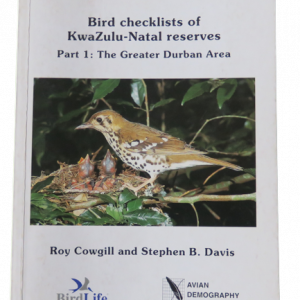 Bird checklists of
KwaZulu-Natal reserves
Part 1: The Greater Durban Area
Roy Cowgill and Stephen B. Davis
BirdLife
AVIAN
DEMOGRAPHY